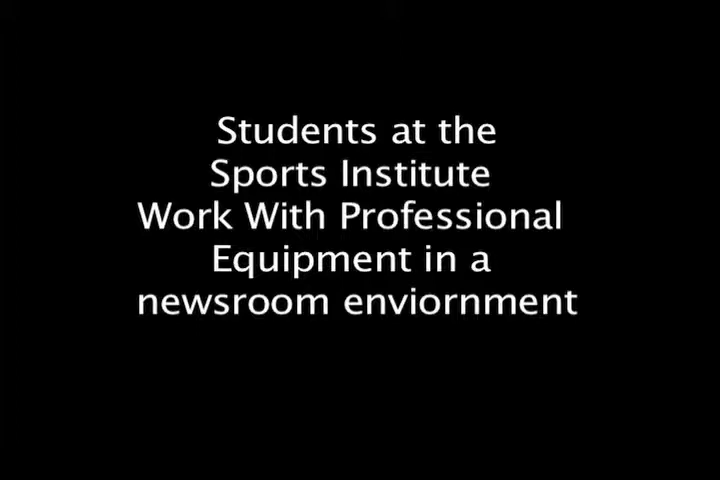 Students at the
Sports Institute
Work With Professional
Equipment in a
newsroom enviornment